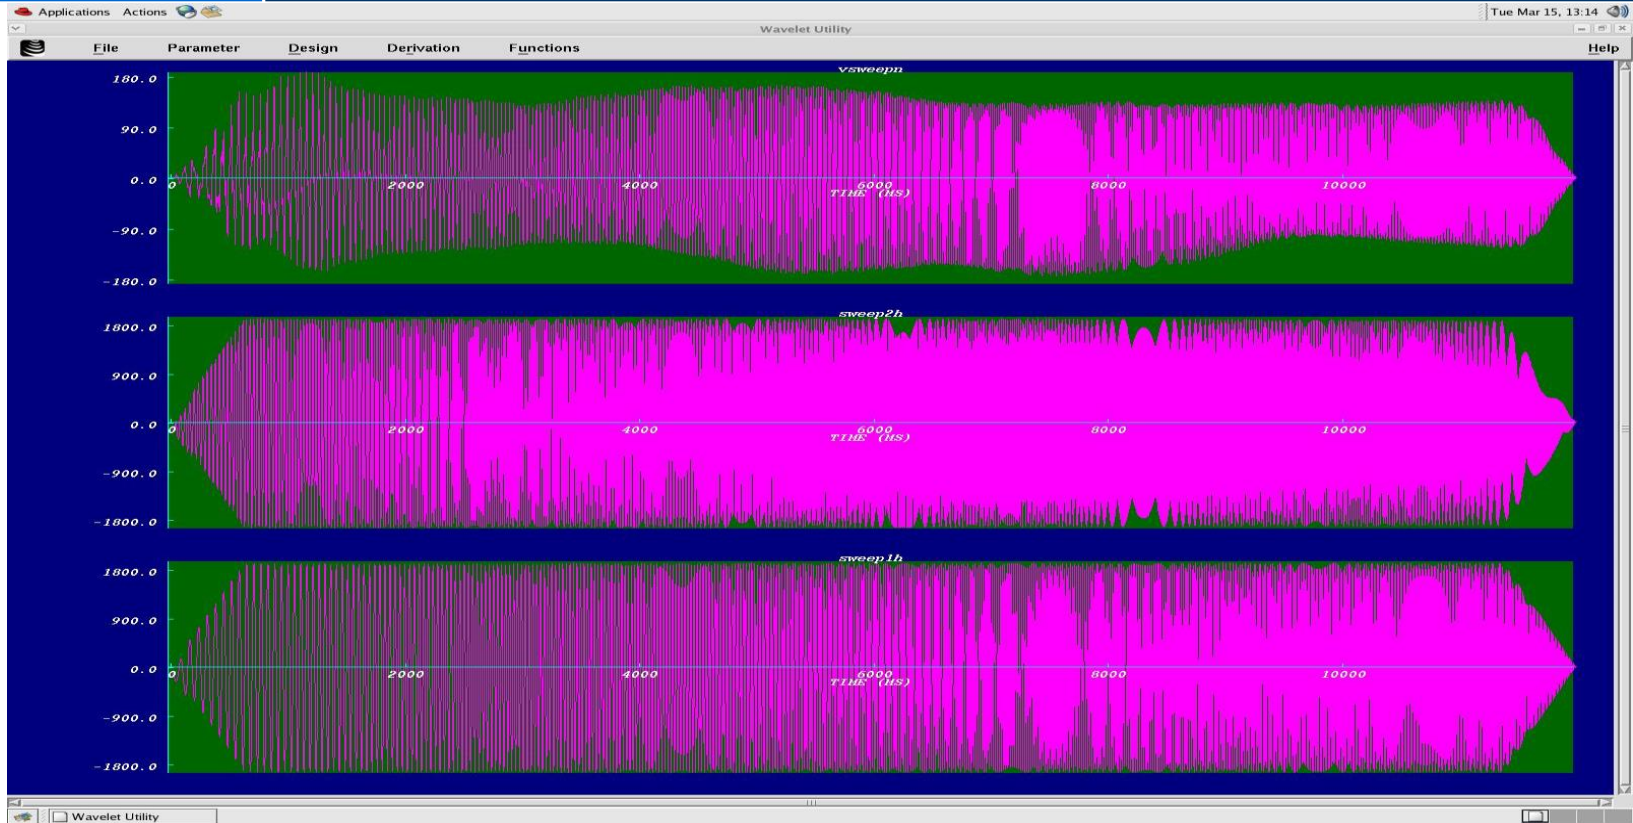 Applications Actions Tue Mar 15, 13:14
Wavelet Utility
File Parameter Design Derivation Functions Help
vsweepn
180.0
90.0
0.0
0 2000 4000 6000 8000 10000
TIME (MS)
-90.0
-180.0
sweep2h
1800.0
900.0
0.0
0 2000 4000 6000 8000 10000
TIME (MS)
-900.0
-1800.0
sweep1h
1800.0
900.0
0.0
0 2000 4000 6000 8000 10000
TIME (MS)
-900.0
-1800.0
Wavelet Utility